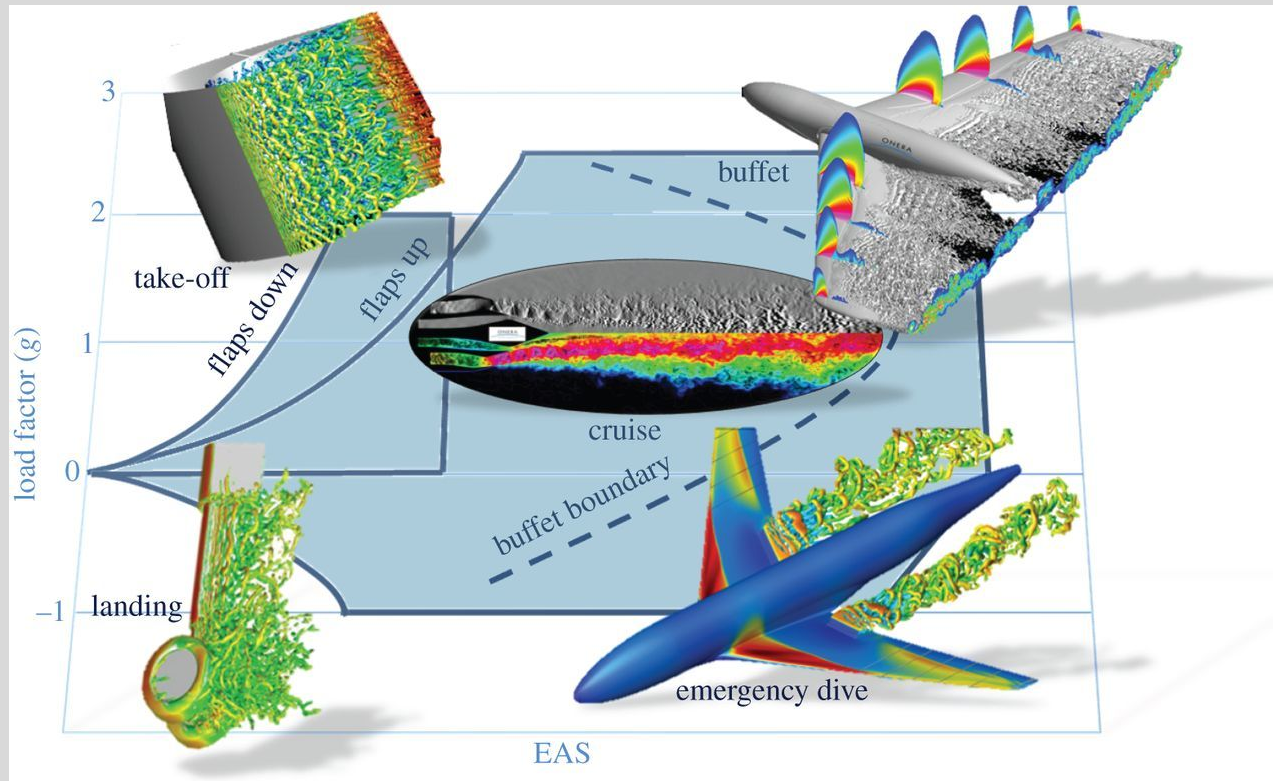 3
buffet
ONERA
2
take-off
flaps down
flaps up
load factor (g)
1
ONERA
cruise
0
buffet boundary
−1
landing
emergency dive
EAS